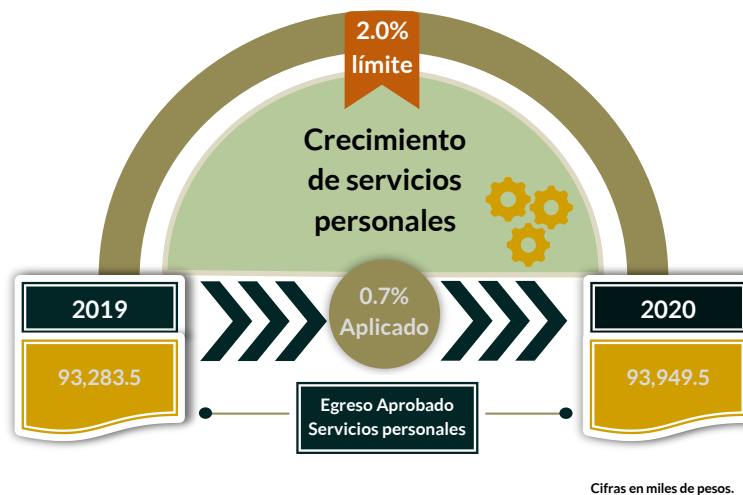 2.0%
límite
Crecimiento
de servicios
personales
2019
0.7%
Aplicado
2020
93,283.5
93,949.5
Egreso Aprobado
Servicios personales
Cifras en miles de pesos.